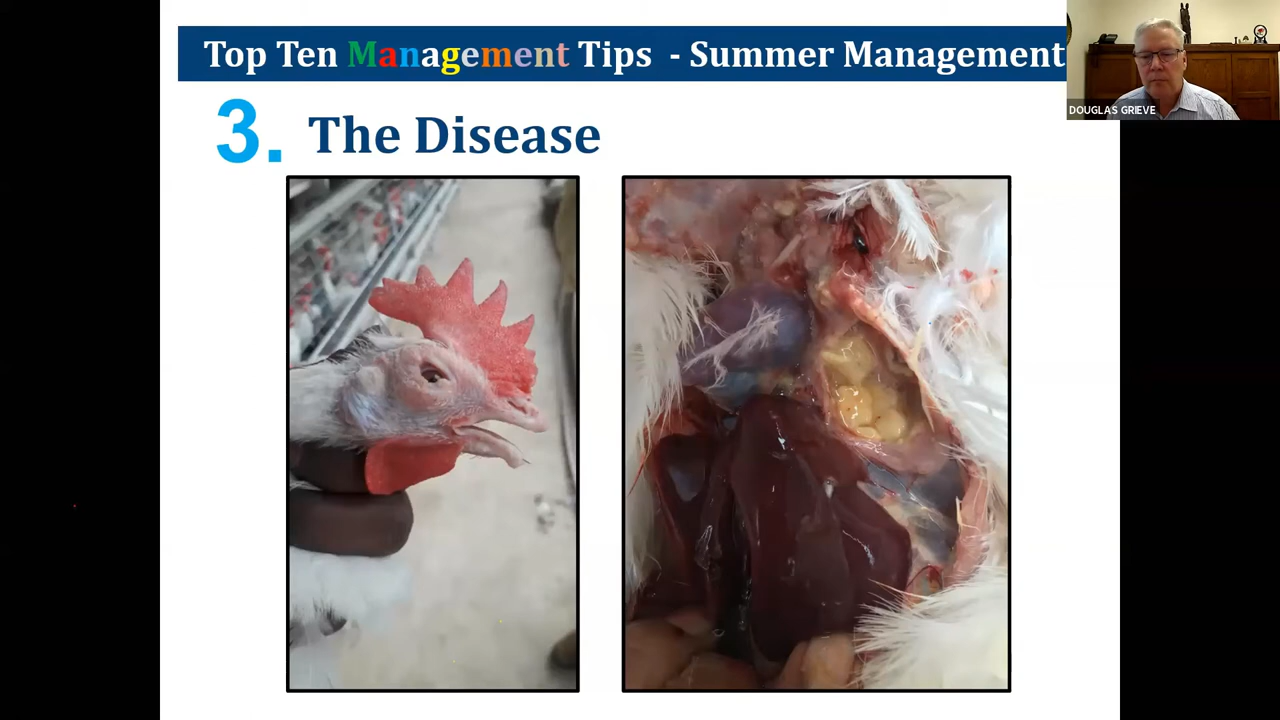 Top Ten Management Tips - Summer Management
DOUGLAS GRIEVE
3. The Disease